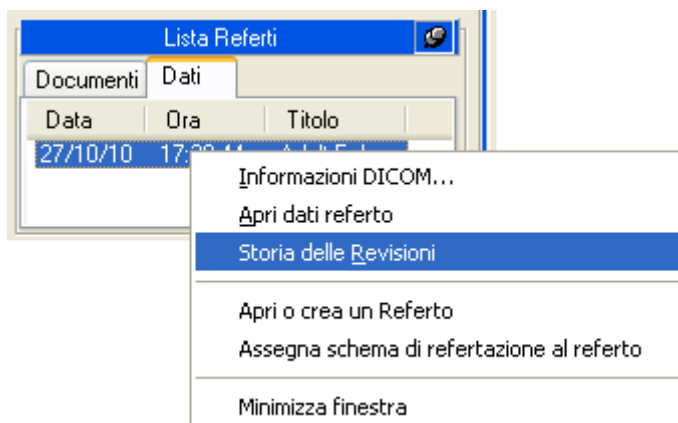 Lista Referti
Documenti Dati
Data Ora Titolo
27/10/10
Informazioni DICOM...
Apri dati referto
Storia delle Revisioni
Apri o crea un Referto
Assegna schema di refertazione al referto
Minimizza finestra